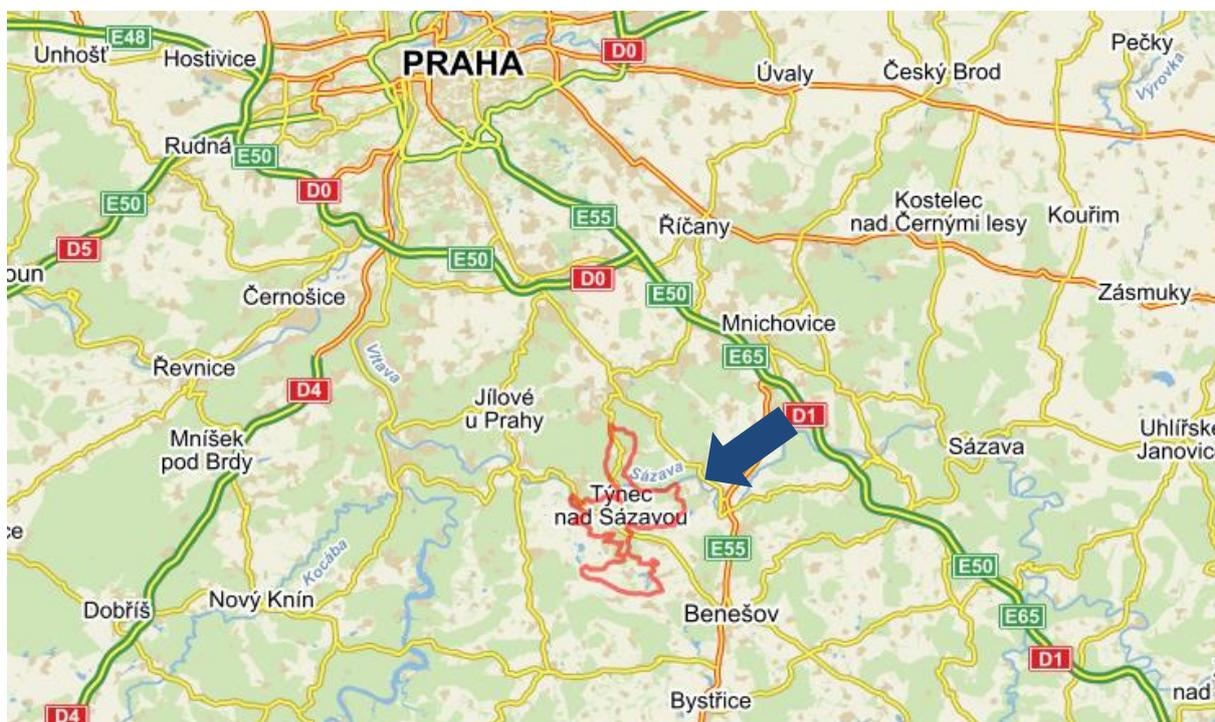 E48
Unhošť
Hostivice
PRAHA
D0
Úvaly
Český Brod
Pečky
Výrovka
Rudná
E50
D0
E50
D5
oun
E55
Říčany
Kostelec
nad Černými lesy
Kouřim
E50
D0
E50
Černošice
Zásmuky
Mnichovice
E65
Vltava
Řevnice
D4
Jílové
u Prahy
D1
Mníšek
pod Brdy
Sázava
Uhlířské
Janovice
Sázava
Týnec
nad Sázavou
ce
Kocába
E55
E50
Dobříš
Nový Knín
Benešov
E65
D1
Bystřice
nad
D4